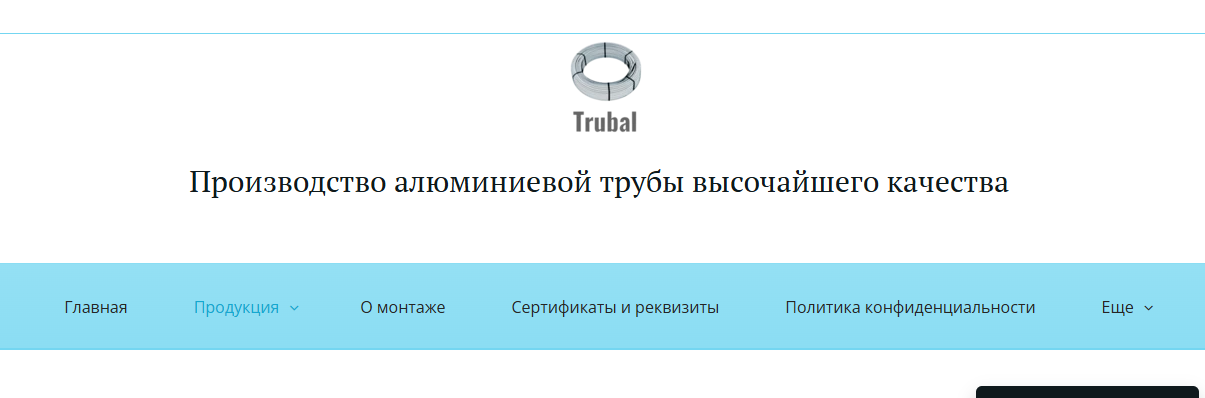 Trubal
Производство алюминиевой трубы высочайшего качества
Главная Продукция О монтаже Сертификаты и реквизиты Политика конфиденциальности Еще